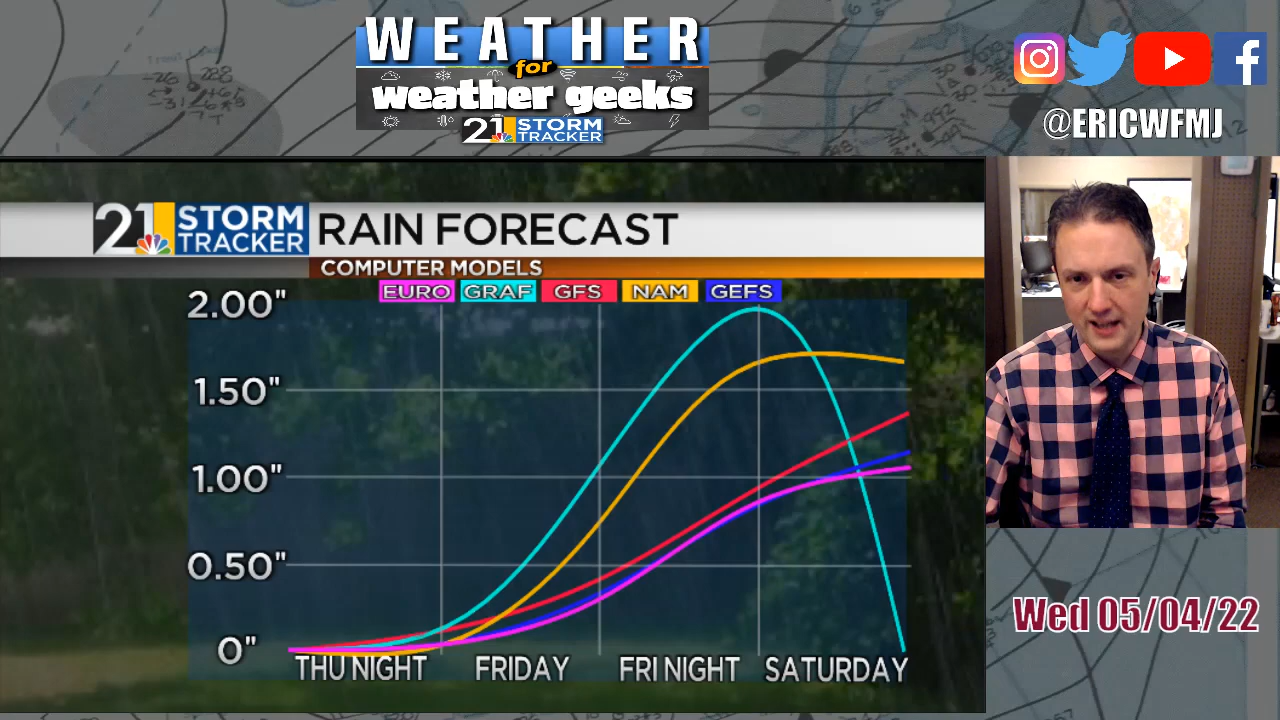 WEATHER
for
weather geeks
21 STORM
TRACKER
@ERICWFMJ
21 STORM
TRACKER
RAIN FORECAST
COMPUTER MODELS
EURO GRAF GFS NAM GEFS
2.00"
1.50"
1.00"
0.50"
0"
THU NIGHT FRIDAY FRI NIGHT SATURDAY
Wed 05/04/22